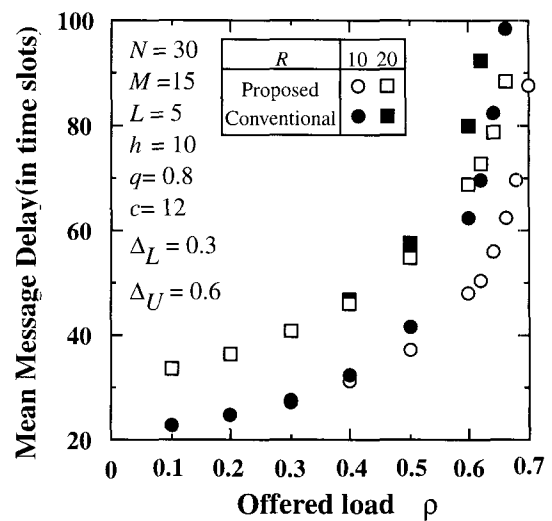 Mean Message Delay(in time slots)
100
80
60
40
20
N = 30
M = 15
L = 5
h = 10
q = 0.8
c = 12
Δ_L = 0.3
Δ_U = 0.6
R 10 20
Proposed
Conventional
0 0.1 0.2 0.3 0.4 0.5 0.6 0.7
Offered load ρ